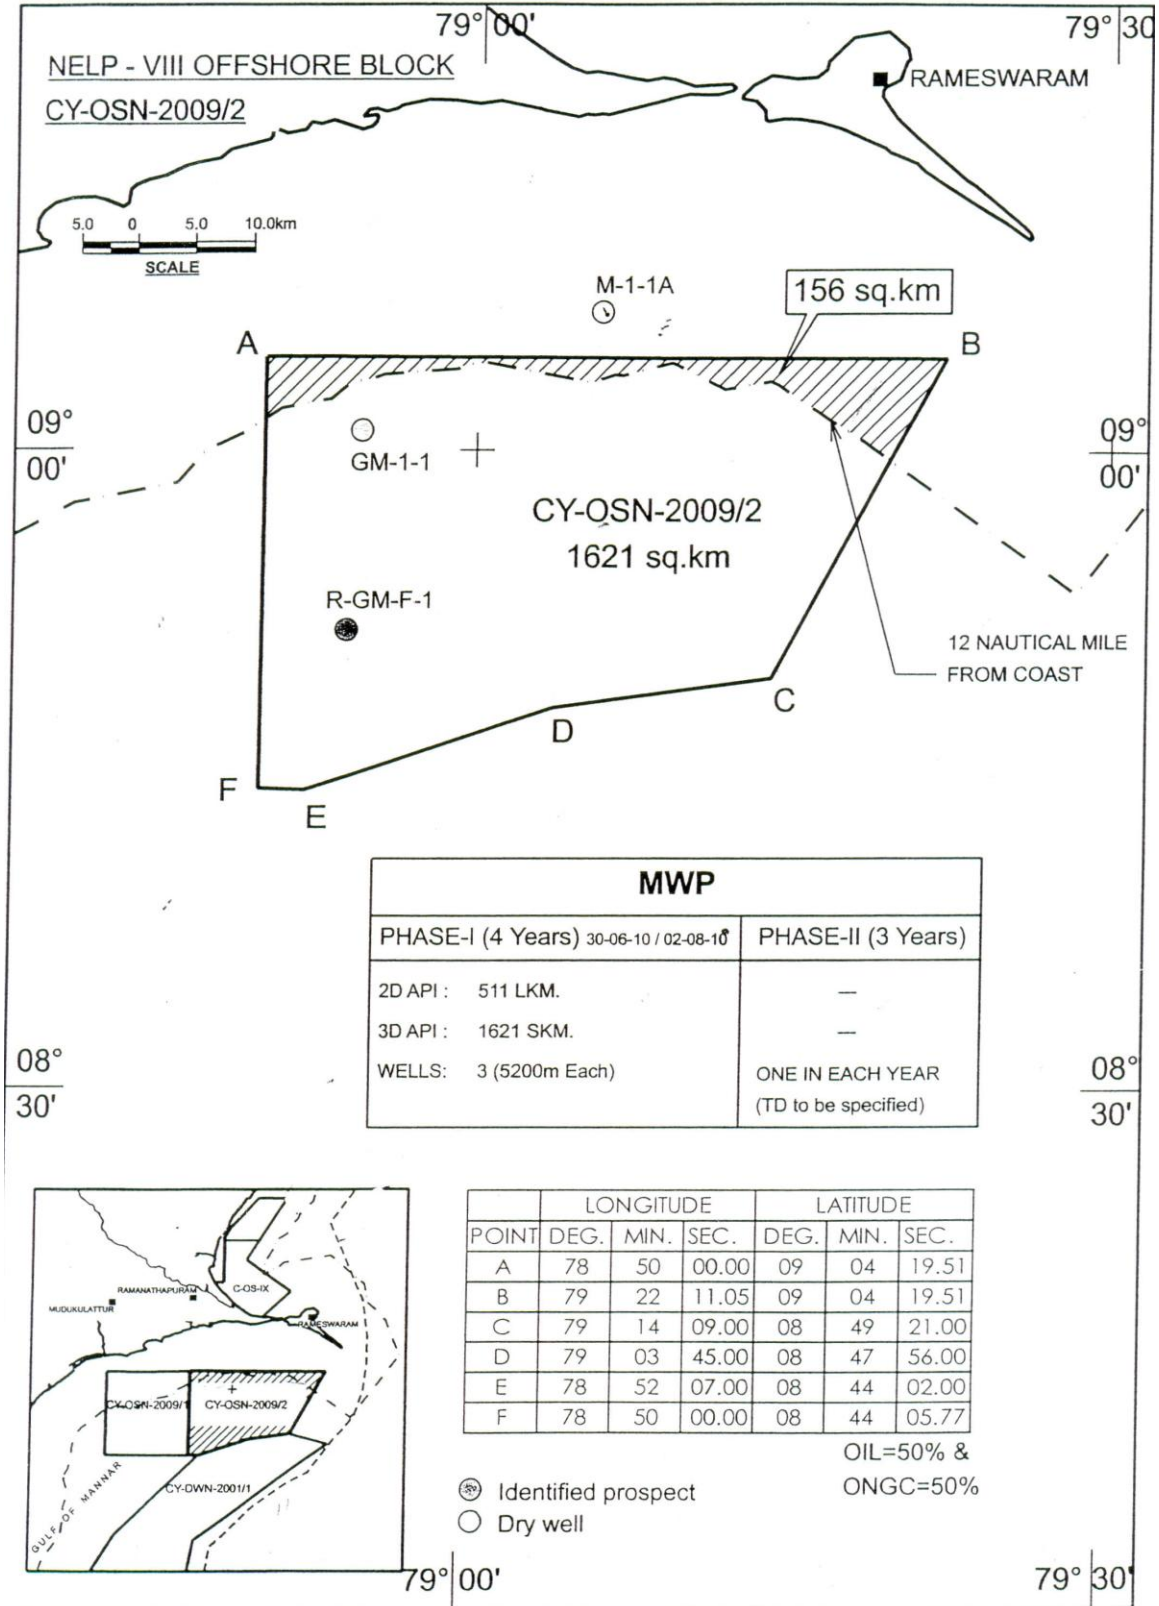 79° 00'
79° 30
NELP - VIII OFFSHORE BLOCK
CY-OSN-2009/2
RAMESWARAM
5.0 0 5.0 10.0km
SCALE
M-1-1A
156 sq.km
A
B
09°
00'
09°
00'
GM-1-1
CY-OSN-2009/2
1621 sq.km
R-GM-F-1
12 NAUTICAL MILE
FROM COAST
C
D
F
E
MWP
PHASE-I (4 Years) 30-06-10 / 02-08-10 PHASE-II (3 Years)
2D API : 511 LKM. —
3D API : 1621 SKM. —
WELLS: 3 (5200m Each) ONE IN EACH YEAR
(TD to be specified)
08°
30'
08°
30'
LONGITUDE LATITUDE
POINT DEG. MIN. SEC. DEG. MIN. SEC.
A 78 50 00.00 09 04 19.51
B 79 22 11.05 09 04 19.51
C 79 14 09.00 08 49 21.00
D 79 03 45.00 08 47 56.00
E 78 52 07.00 08 44 02.00
F 78 50 00.00 08 44 05.77
OIL=50% &
ONGC=50%
C-OS-IX
RAMANATHAPURAM
MUDUKULATTUR
RAMESWARAM
CY-OSN-2009/1
CY-OSN-2009/2
CY-DWN-2001/1
GULF OF MANNAR
Identified prospect
Dry well
79° 00'
79° 30'